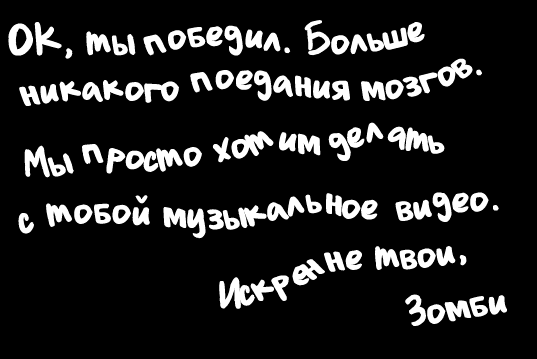 ОК, ты победил. Больше
никакого поедания мозгов.
Мы просто хотим делать
с тобой музыкальное видео.
Искренне твои,
Зомби